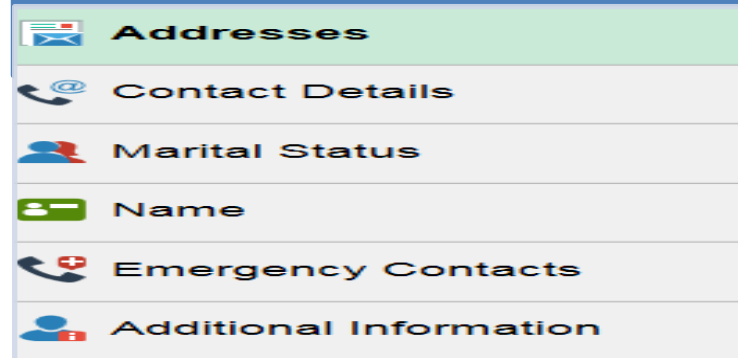 Addresses
Contact Details
Marital Status
Name
Emergency Contacts
Additional Information